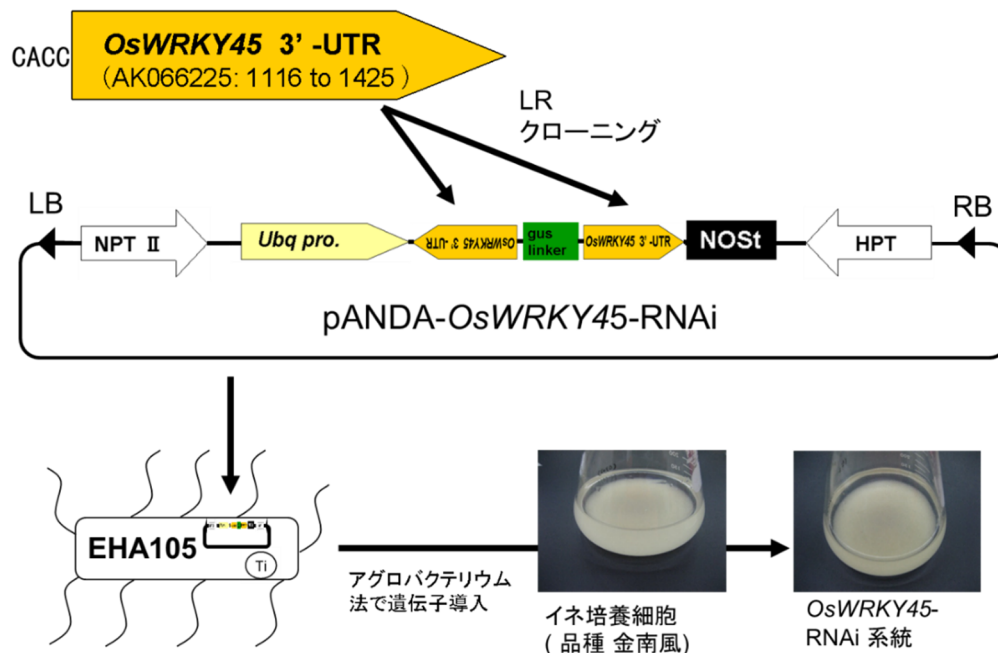 CACC
OsWRKY45 3’ -UTR
(AK066225: 1116 to 1425 )
LR
クローニング
LB
RB
NPT Ⅱ
Ubq pro.
OsWRKY45 3’ -UTR
gus
linker
OsWRKY45 3’ -UTR
NOSt
HPT
pANDA-OsWRKY45-RNAi
EHA105
Ti
アグロバクテリウム
法で遺伝子導入
イネ培養細胞
( 品種 金南風)
OsWRKY45-
RNAi 系統